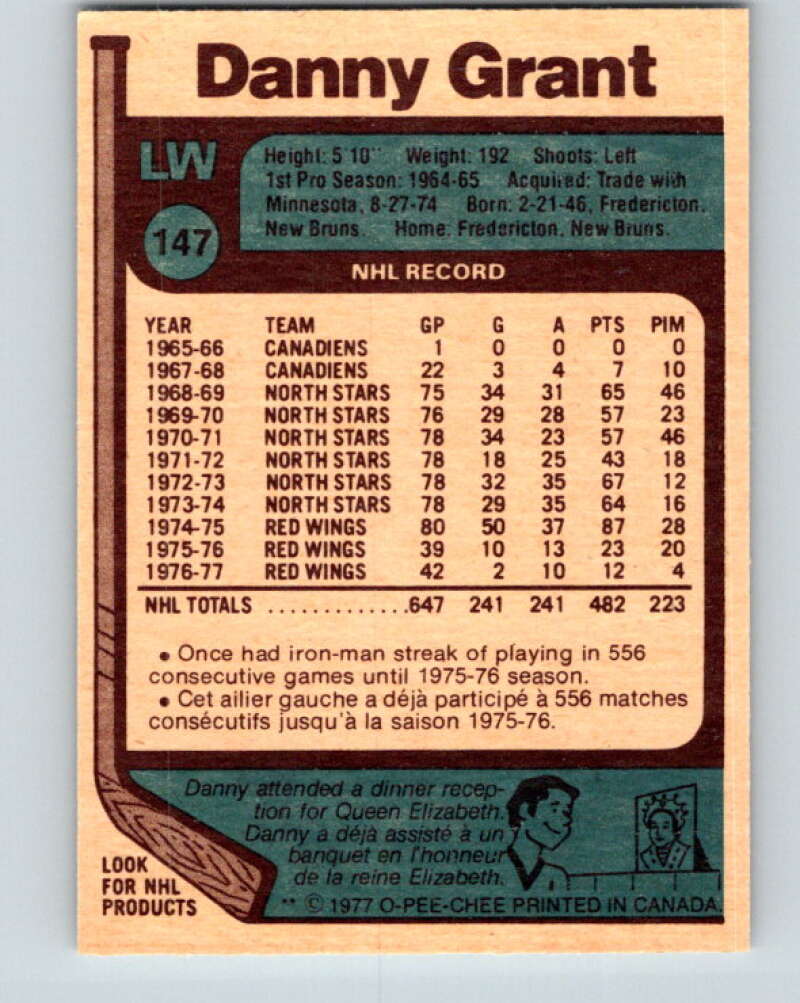 Danny Grant
LW
147
Height: 5'10" Weight: 192 Shoots: Left
1st Pro Season: 1964-65 Acquired: Trade with
Minnesota, 8-27-74 Born: 2-21-46, Fredericton,
New Bruns. Home: Fredericton, New Bruns.
NHL RECORD
YEAR TEAM GP G A PTS PIM
1965-66 CANADIENS 1 0 0 0 0
1967-68 CANADIENS 22 3 4 7 10
1968-69 NORTH STARS 75 34 31 65 46
1969-70 NORTH STARS 76 29 28 57 23
1970-71 NORTH STARS 78 34 23 57 46
1971-72 NORTH STARS 78 18 25 43 18
1972-73 NORTH STARS 78 32 35 67 12
1973-74 NORTH STARS 78 29 35 64 16
1974-75 RED WINGS 80 50 37 87 28
1975-76 RED WINGS 39 10 13 23 20
1976-77 RED WINGS 42 2 10 12 4
NHL TOTALS .............647 241 241 482 223
• Once had iron-man streak of playing in 556
consecutive games until 1975-76 season.
• Cet ailier gauche a déjà participé à 556 matches
consécutifs jusqu'à la saison 1975-76.
Danny attended a dinner recep-
tion for Queen Elizabeth.
Danny a déjà assisté à un
banquet en l'honneur
de la reine Elizabeth.
LOOK
FOR NHL
PRODUCTS
** © 1977 O-PEE-CHEE PRINTED IN CANADA.